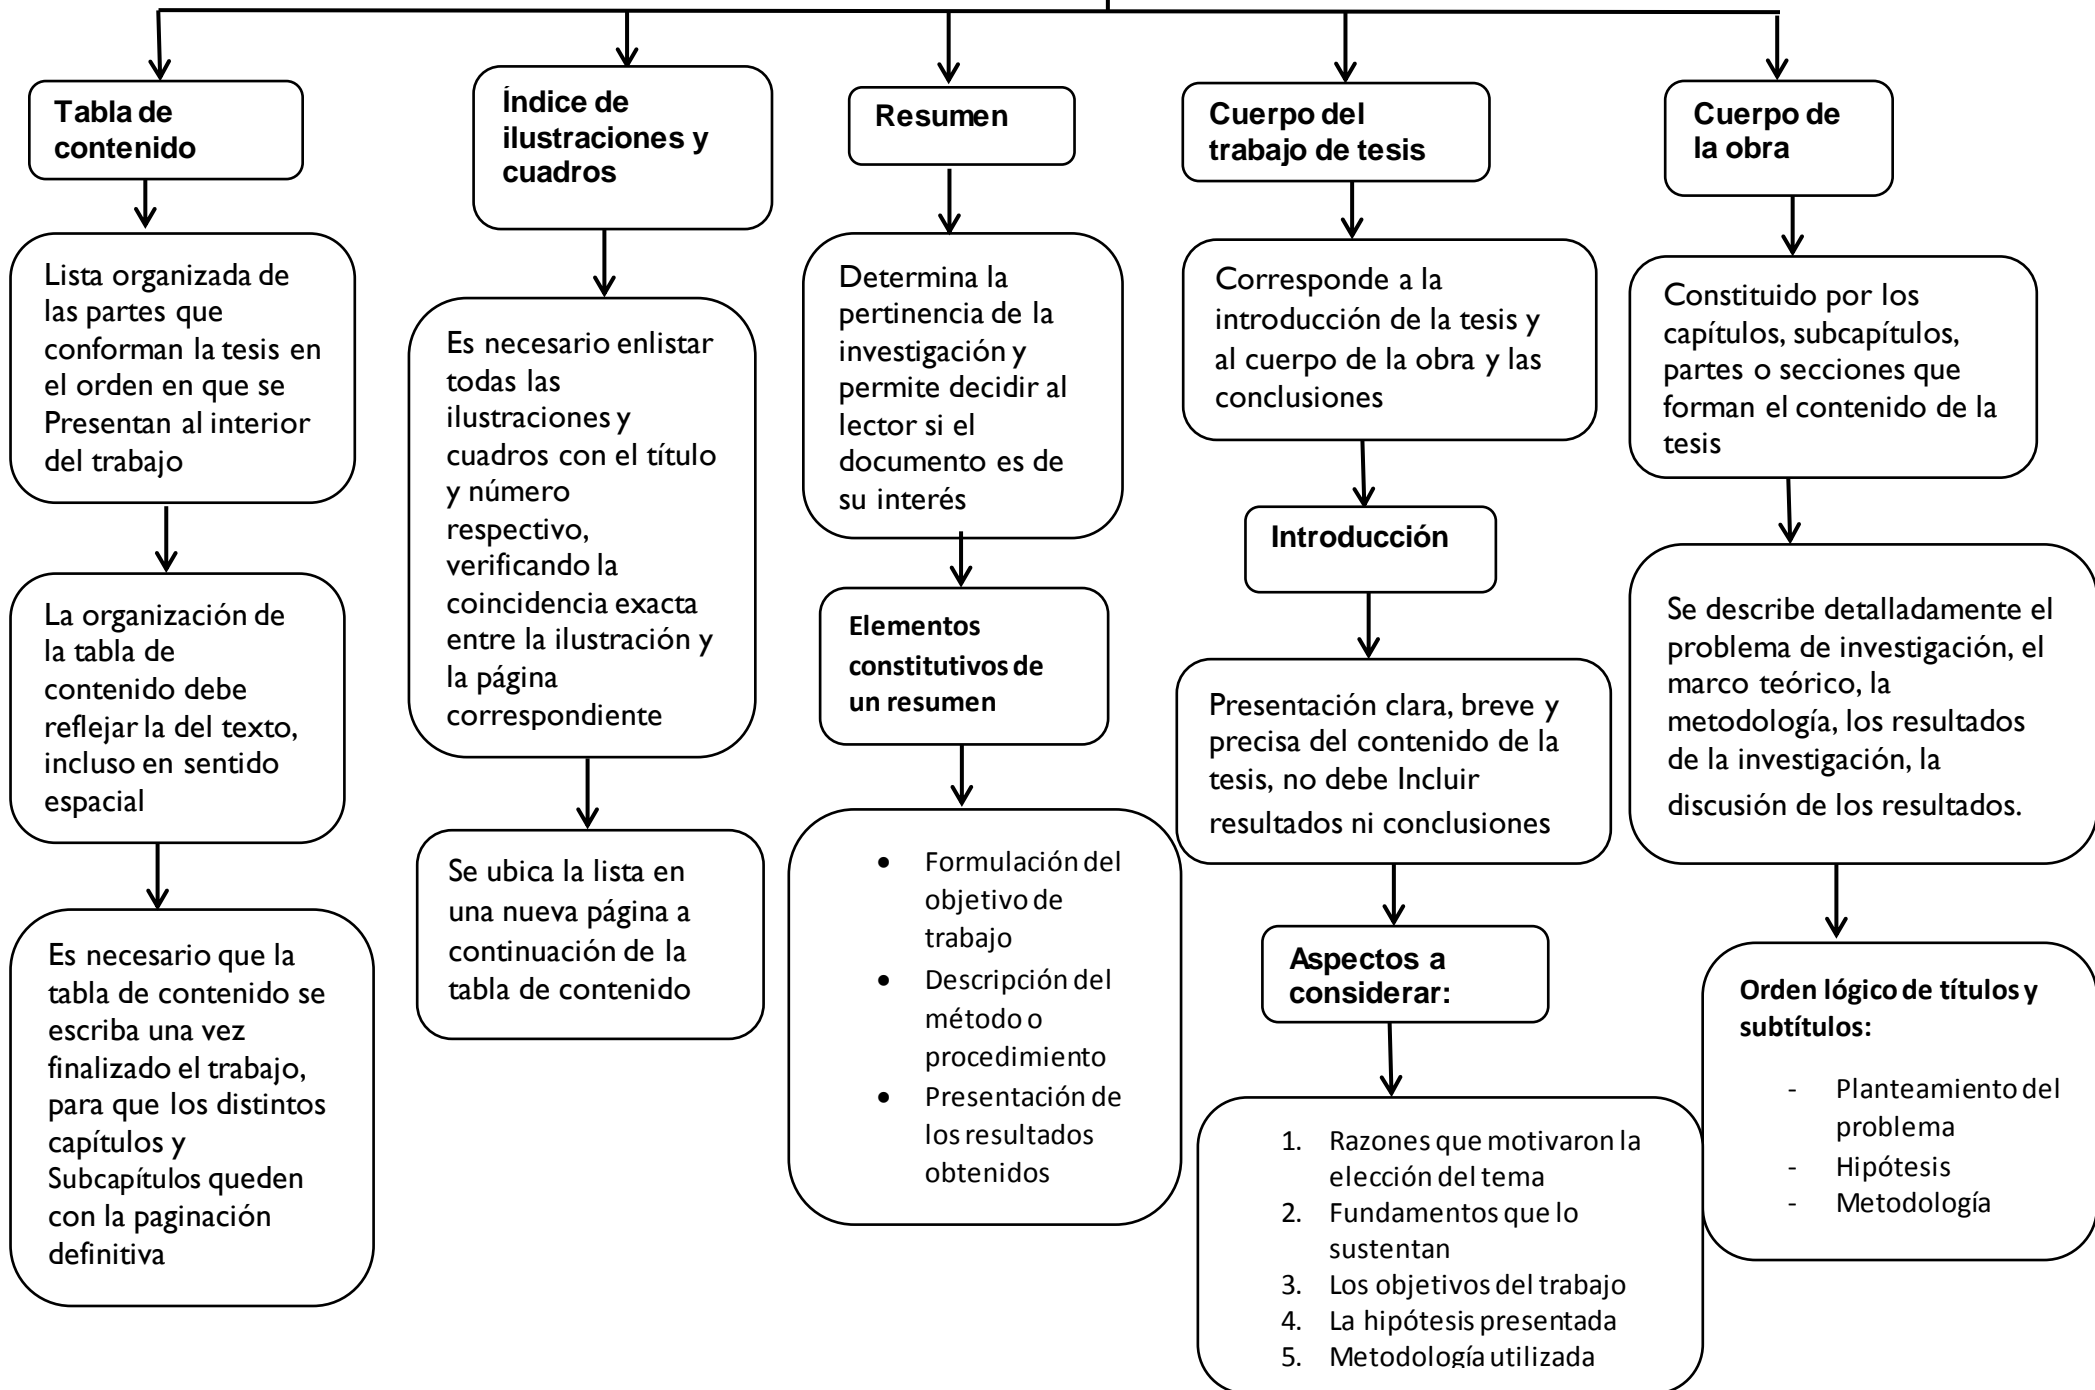 Tabla de
contenido
Lista organizada de
las partes que
conforman la tesis en
el orden en que se
Presentan al interior
del trabajo
La organización de
la tabla de
contenido debe
reflejar la del texto,
incluso en sentido
espacial
Es necesario que la
tabla de contenido se
escriba una vez
finalizado el trabajo,
para que los distintos
capítulos y
Subcapítulos queden
con la paginación
definitiva
Índice de
ilustraciones y
cuadros
Es necesario enlistar
todas las
ilustraciones y
cuadros con el título
y número
respectivo,
verificando la
coincidencia exacta
entre la ilustración y
la página
correspondiente
Se ubica la lista en
una nueva página a
continuación de la
tabla de contenido
Resumen
Determina la
pertinencia de la
investigación y
permite decidir al
lector si el
documento es de
su interés
Elementos
constitutivos de
un resumen
• Formulación del
objetivo de
trabajo
• Descripción del
método o
procedimiento
• Presentación de
los resultados
obtenidos
Cuerpo del
trabajo de tesis
Corresponde a la
introducción de la tesis y
al cuerpo de la obra y las
conclusiones
Introducción
Presentación clara, breve y
precisa del contenido de la
tesis, no debe Incluir
resultados ni conclusiones
Aspectos a
considerar:
1. Razones que motivaron la
elección del tema
2. Fundamentos que lo
sustentan
3. Los objetivos del trabajo
4. La hipótesis presentada
5. Metodología utilizada
Cuerpo de
la obra
Constituido por los
capítulos, subcapítulos,
partes o secciones que
forman el contenido de la
tesis
Se describe detalladamente el
problema de investigación, el
marco teórico, la
metodología, los resultados
de la investigación, la
discusión de los resultados.
Orden lógico de títulos y
subtítulos:
- Planteamiento del
problema
- Hipótesis
- Metodología